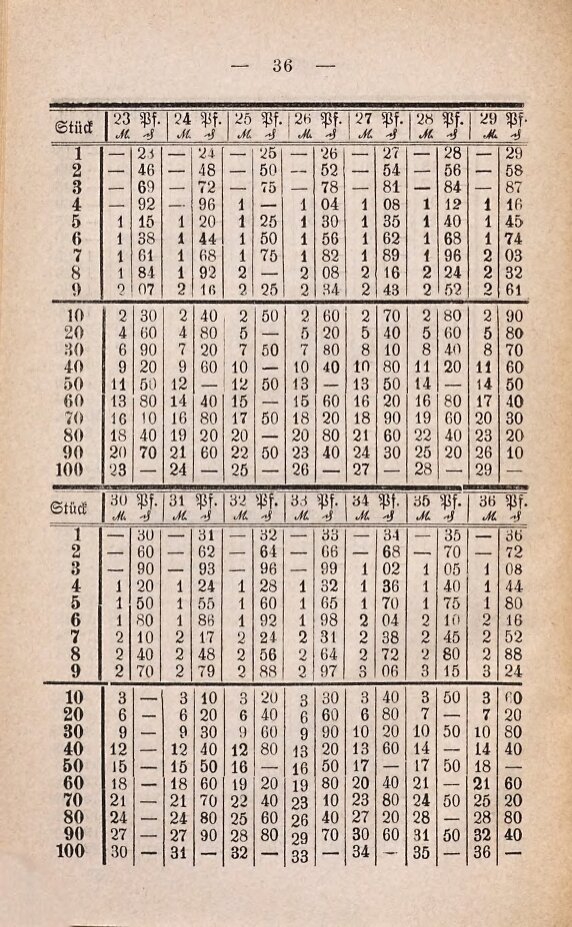 — 36 —
Stück 23 Pf. 24 Pf. 25 Pf. 26 Pf. 27 Pf. 28 Pf. 29 Pf.
M. ₰ M. ₰ M. ₰ M. ₰ M. ₰ M. ₰ M. ₰
1 — 23 — 24 — 25 — 26 — 27 — 28 — 29
2 — 46 — 48 — 50 — 52 — 54 — 56 — 58
3 — 69 — 72 — 75 — 78 — 81 — 84 — 87
4 — 92 — 96 1 — 1 04 1 08 1 12 1 16
5 1 15 1 20 1 25 1 30 1 35 1 40 1 45
6 1 38 1 44 1 50 1 56 1 62 1 68 1 74
7 1 61 1 68 1 75 1 82 1 89 1 96 2 03
8 1 84 1 92 2 — 2 08 2 16 2 24 2 32
9 2 07 2 16 2 25 2 34 2 43 2 52 2 61
10 2 30 2 40 2 50 2 60 2 70 2 80 2 90
20 4 60 4 80 5 — 5 20 5 40 5 60 5 80
30 6 90 7 20 7 50 7 80 8 10 8 40 8 70
40 9 20 9 60 10 — 10 40 10 80 11 20 11 60
50 11 50 12 — 12 50 13 — 13 50 14 — 14 50
60 13 80 14 40 15 — 15 60 16 20 16 80 17 40
70 16 10 16 80 17 50 18 20 18 90 19 60 20 30
80 18 40 19 20 20 — 20 80 21 60 22 40 23 20
90 20 70 21 60 22 50 23 40 24 30 25 20 26 10
100 23 — 24 — 25 — 26 — 27 — 28 — 29 —
Stück 30 Pf. 31 Pf. 32 Pf. 33 Pf. 34 Pf. 35 Pf. 36 Pf.
M. ₰ M. ₰ M. ₰ M. ₰ M. ₰ M. ₰ M. ₰
1 — 30 — 31 — 32 — 33 — 34 — 35 — 36
2 — 60 — 62 — 64 — 66 — 68 — 70 — 72
3 — 90 — 93 — 96 — 99 1 02 1 05 1 08
4 1 20 1 24 1 28 1 32 1 36 1 40 1 44
5 1 50 1 55 1 60 1 65 1 70 1 75 1 80
6 1 80 1 86 1 92 1 98 2 04 2 10 2 16
7 2 10 2 17 2 24 2 31 2 38 2 45 2 52
8 2 40 2 48 2 56 2 64 2 72 2 80 2 88
9 2 70 2 79 2 88 2 97 3 06 3 15 3 24
10 3 — 3 10 3 20 3 30 3 40 3 50 3 60
20 6 — 6 20 6 40 6 60 6 80 7 — 7 20
30 9 — 9 30 9 60 9 90 10 20 10 50 10 80
40 12 — 12 40 12 80 13 20 13 60 14 — 14 40
50 15 — 15 50 16 — 16 50 17 — 17 50 18 —
60 18 — 18 60 19 20 19 80 20 40 21 — 21 60
70 21 — 21 70 22 40 23 10 23 80 24 50 25 20
80 24 — 24 80 25 60 26 40 27 20 28 — 28 80
90 27 — 27 90 28 80 29 70 30 60 31 50 32 40
100 30 — 31 — 32 — 33 — 34 — 35 — 36 —